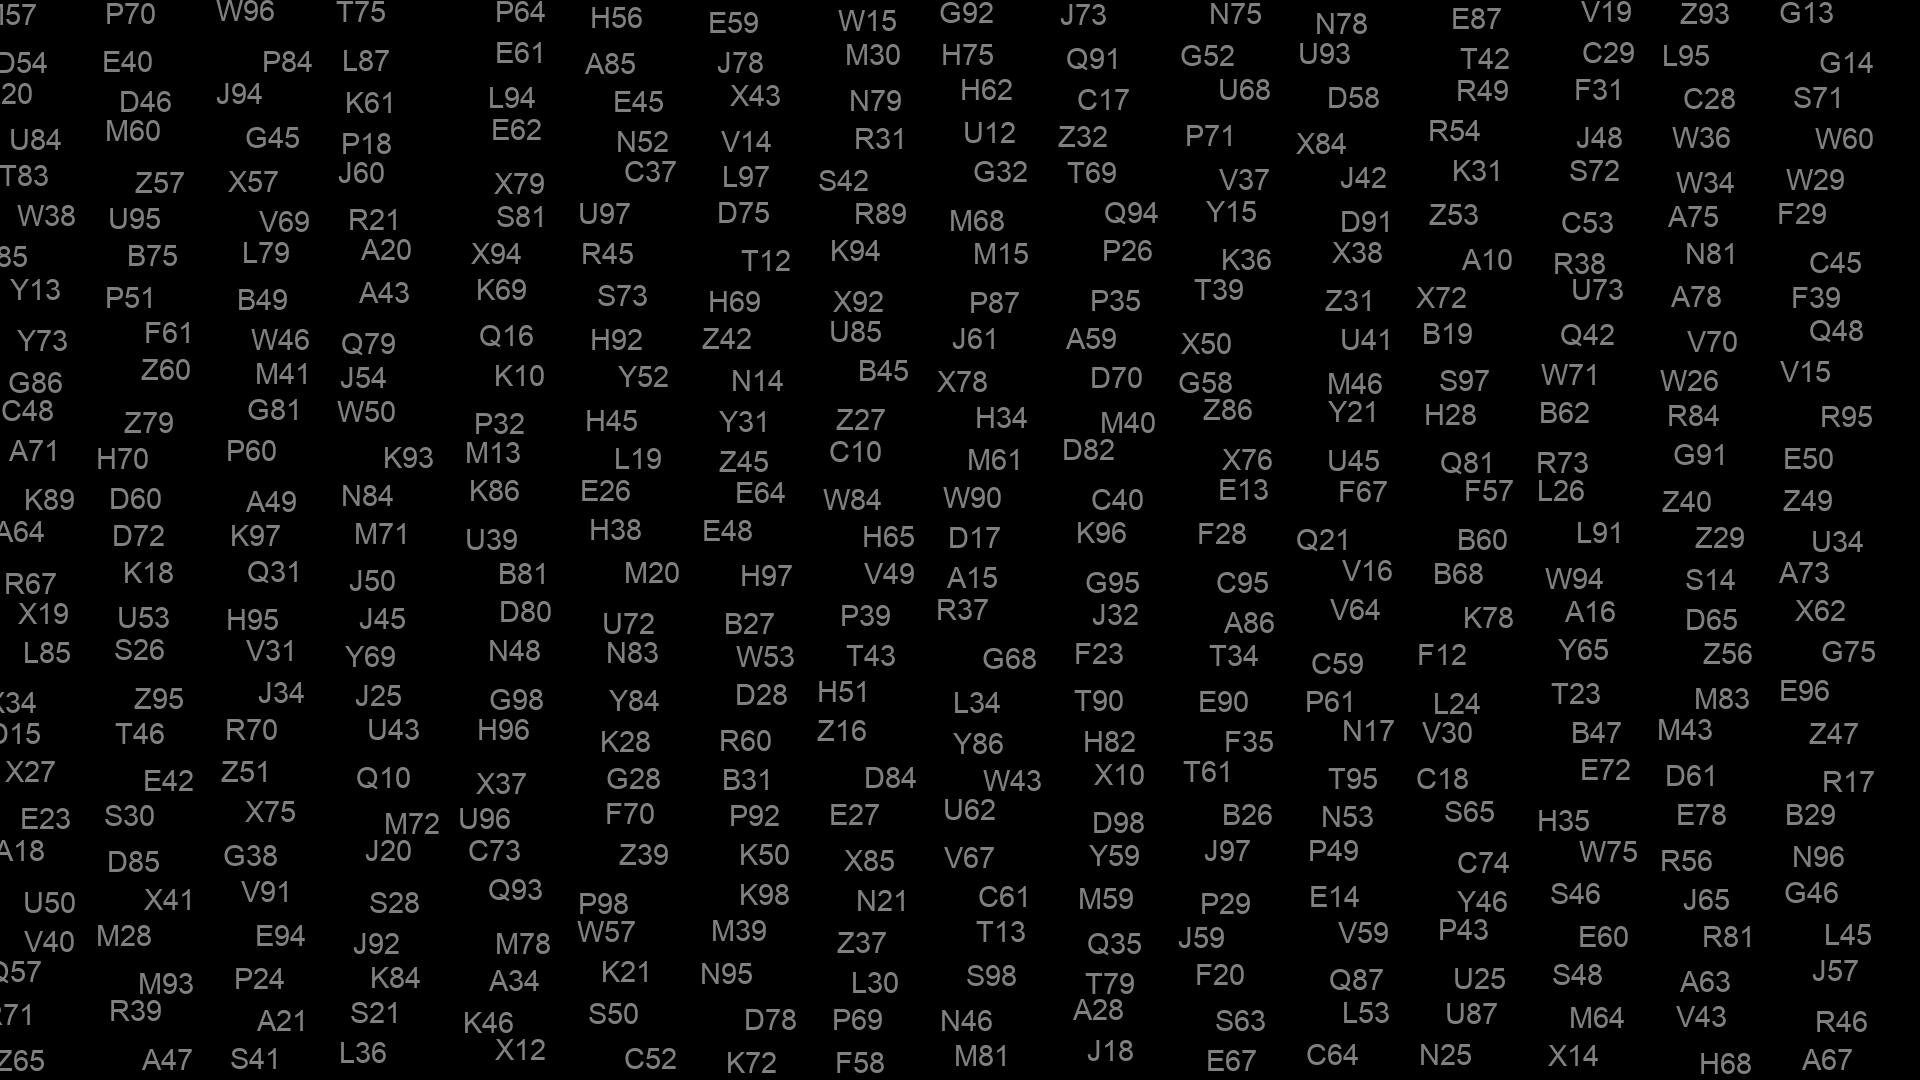 P70 W96 T75 P64 H56 E59 W15 G92 J73 N75 N78 E87 V19 Z93 G13
D54 E40 P84 L87 E61 A85 J78 M30 H75 Q91 G52 U93 T42 C29 L95 G14
D46 J94 K61 L94 E45 X43 N79 H62 C17 U68 D58 R49 F31 C28 S71
U84 M60 G45 P18 E62 N52 V14 R31 U12 Z32 P71 X84 R54 J48 W36 W60
T83 Z57 X57 J60 X79 C37 L97 S42 G32 T69 V37 J42 K31 S72 W34 W29
W38 U95 V69 R21 S81 U97 D75 R89 M68 Q94 Y15 D91 Z53 C53 A75 F29
B75 L79 A20 X94 R45 T12 K94 M15 P26 K36 X38 A10 R38 N81 C45
Y13 P51 B49 A43 K69 S73 H69 X92 P87 P35 T39 Z31 X72 U73 A78 F39
Y73 F61 W46 Q79 Q16 H92 Z42 U85 J61 A59 X50 U41 B19 Q42 V70 Q48
G86 Z60 M41 J54 K10 Y52 N14 B45 X78 D70 G58 M46 S97 W71 W26 V15
C48 Z79 G81 W50 P32 H45 Y31 Z27 H34 M40 Z86 Y21 H28 B62 R84 R95
A71 H70 P60 K93 M13 L19 Z45 C10 M61 D82 X76 U45 Q81 R73 G91 E50
K89 D60 A49 N84 K86 E26 E64 W84 W90 C40 E13 F67 F57 L26 Z40 Z49
A64 D72 K97 M71 U39 H38 E48 H65 D17 K96 F28 Q21 B60 L91 Z29 U34
R67 K18 Q31 J50 B81 M20 H97 V49 A15 G95 C95 V16 B68 W94 S14 A73
X19 U53 H95 J45 D80 U72 B27 P39 R37 J32 A86 V64 K78 A16 D65 X62
L85 S26 V31 Y69 N48 N83 W53 T43 G68 F23 T34 C59 F12 Y65 Z56 G75
Z95 J34 J25 G98 Y84 D28 H51 L34 T90 E90 P61 L24 T23 M83 E96
T46 R70 U43 H96 K28 R60 Z16 Y86 H82 F35 N17 V30 B47 M43 Z47
X27 E42 Z51 Q10 X37 G28 B31 D84 W43 X10 T61 T95 C18 E72 D61 R17
E23 S30 X75 M72 U96 F70 P92 E27 U62 D98 B26 N53 S65 H35 E78 B29
A18 D85 G38 J20 C73 Z39 K50 X85 V67 Y59 J97 P49 C74 W75 R56 N96
U50 X41 V91 S28 Q93 P98 K98 N21 C61 M59 P29 E14 Y46 S46 J65 G46
V40 M28 E94 J92 M78 W57 M39 Z37 T13 Q35 J59 V59 P43 E60 R81 L45
Q57 M93 P24 K84 A34 K21 N95 L30 S98 T79 F20 Q87 U25 S48 A63 J57
R39 A21 S21 K46 S50 D78 P69 N46 A28 S63 L53 U87 M64 V43 R46
Z65 A47 S41 L36 X12 C52 K72 F58 M81 J18 E67 C64 N25 X14 H68 A67